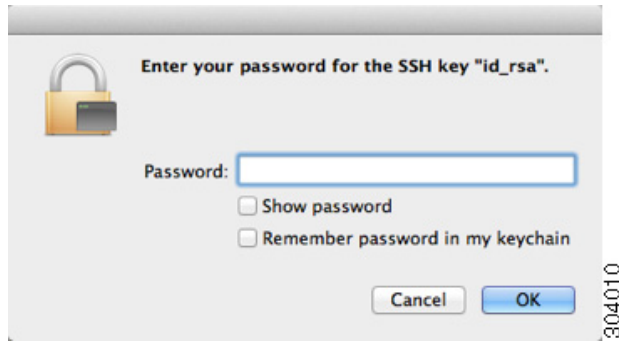 Enter your password for the SSH key "id_rsa".
Password:
Show password
Remember password in my keychain
Cancel OK
304010